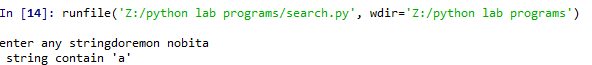 In [14]: runfile('Z:/python lab programs/search.py', wdir='Z:/python lab programs')
enter any stringdoremon nobita
string contain 'a'